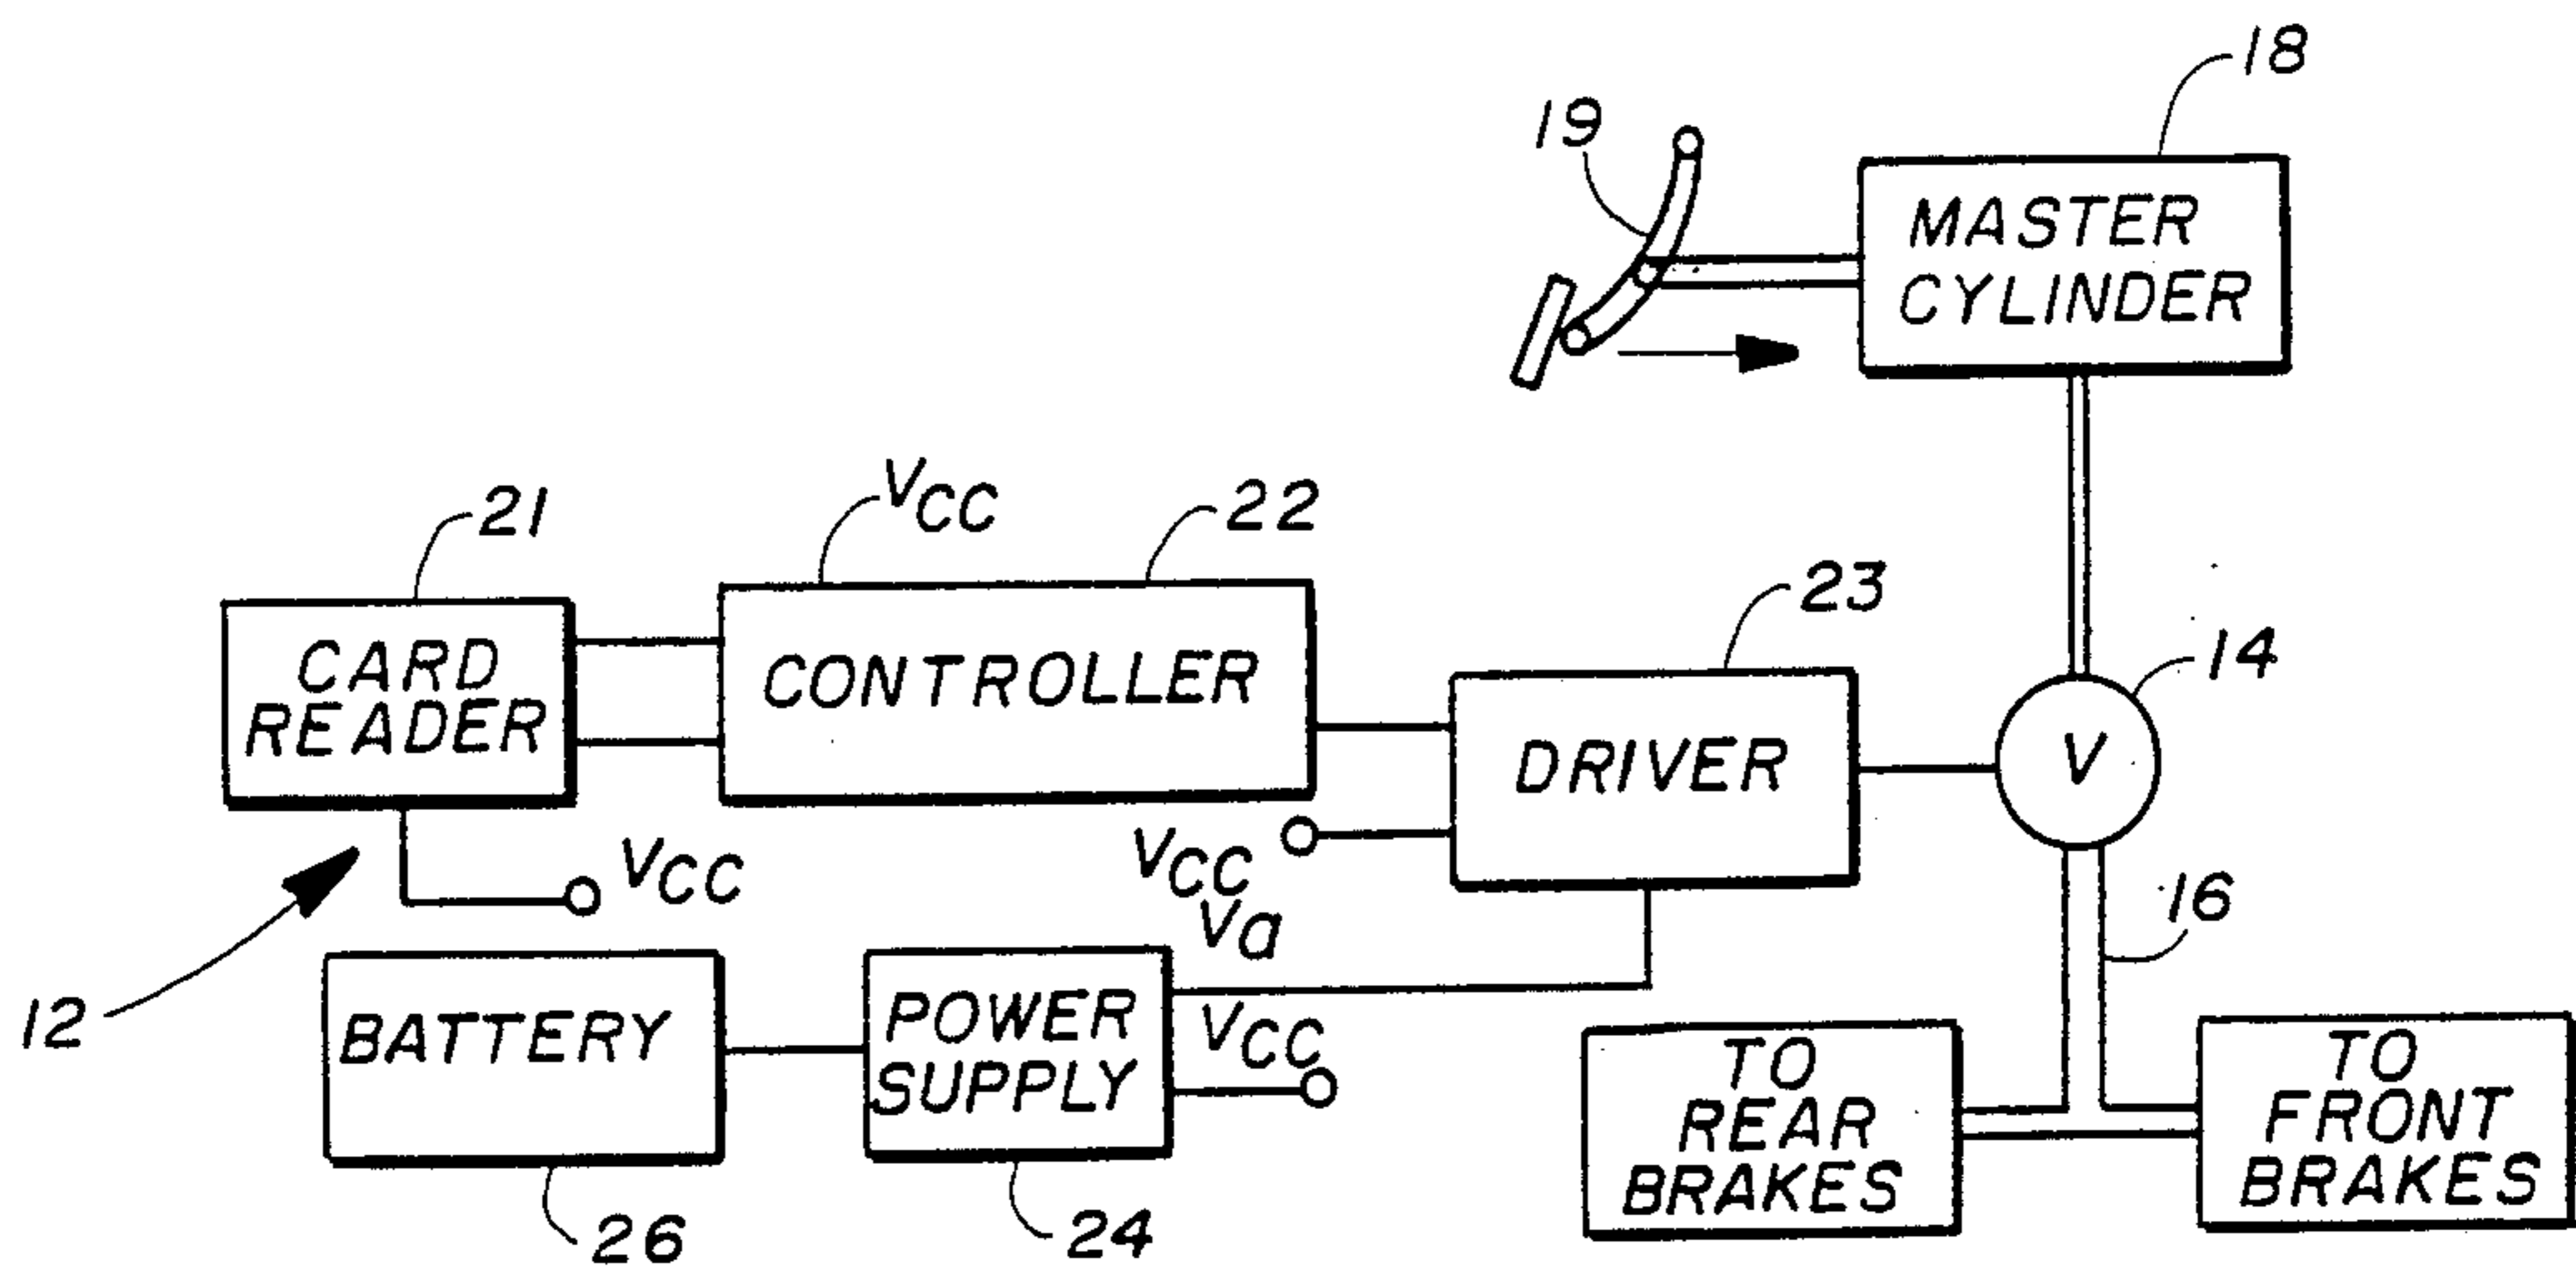 18
19
MASTER
CYLINDER
VCC
21
22
23
CARD
READER
CONTROLLER
14
DRIVER
V
VCC
VCC
Va
16
12
BATTERY
POWER
SUPPLY
VCC
TO
REAR
BRAKES
TO
FRONT
BRAKES
26
24